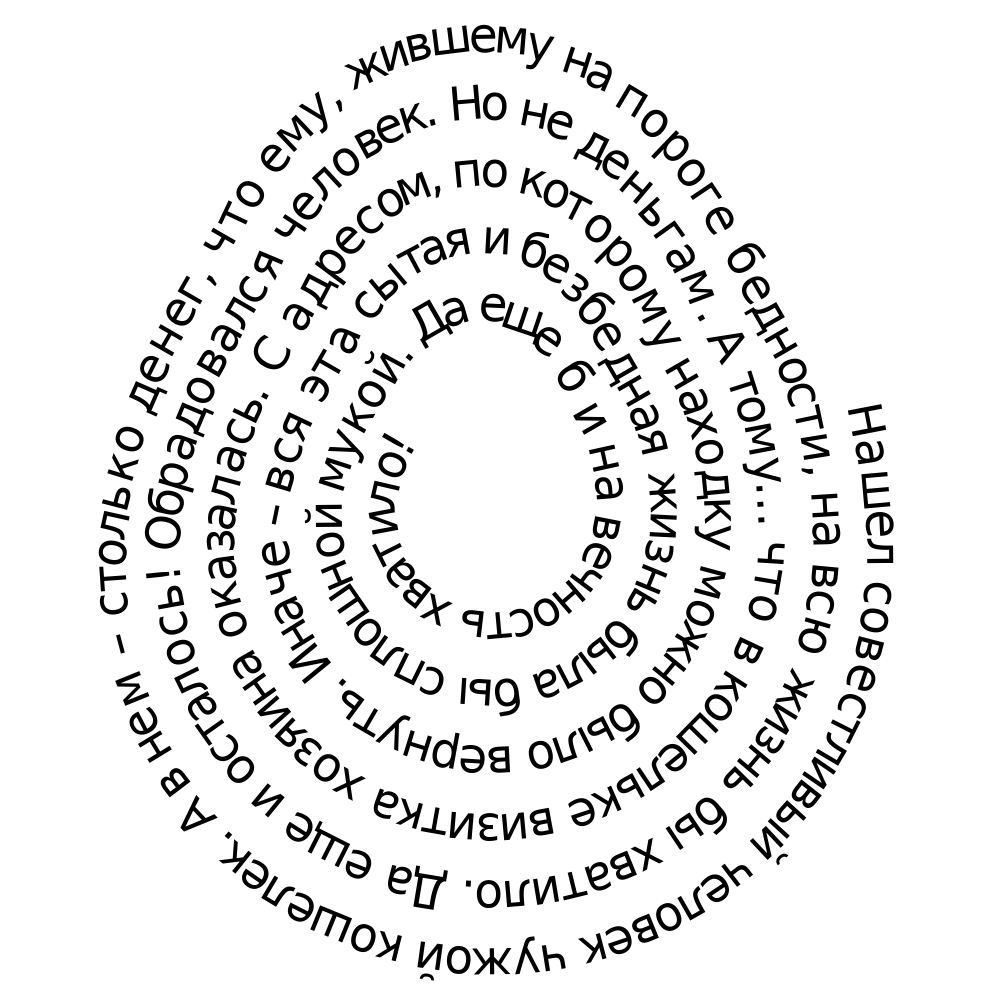 Нашел совестливый человек чужой кошелек. А в нем – столько денег, что ему, жившему на пороге бедности, на всю жизнь бы хватило. Да еще и осталось! Обрадовался человек. Но не деньгам. А тому... что в кошельке визитка хозяина оказалась. С адресом, по которому находку можно было вернуть. Иначе – вся эта сытая и безбедная жизнь была бы сплошной мукой. Да еще б и на вечность хватило!